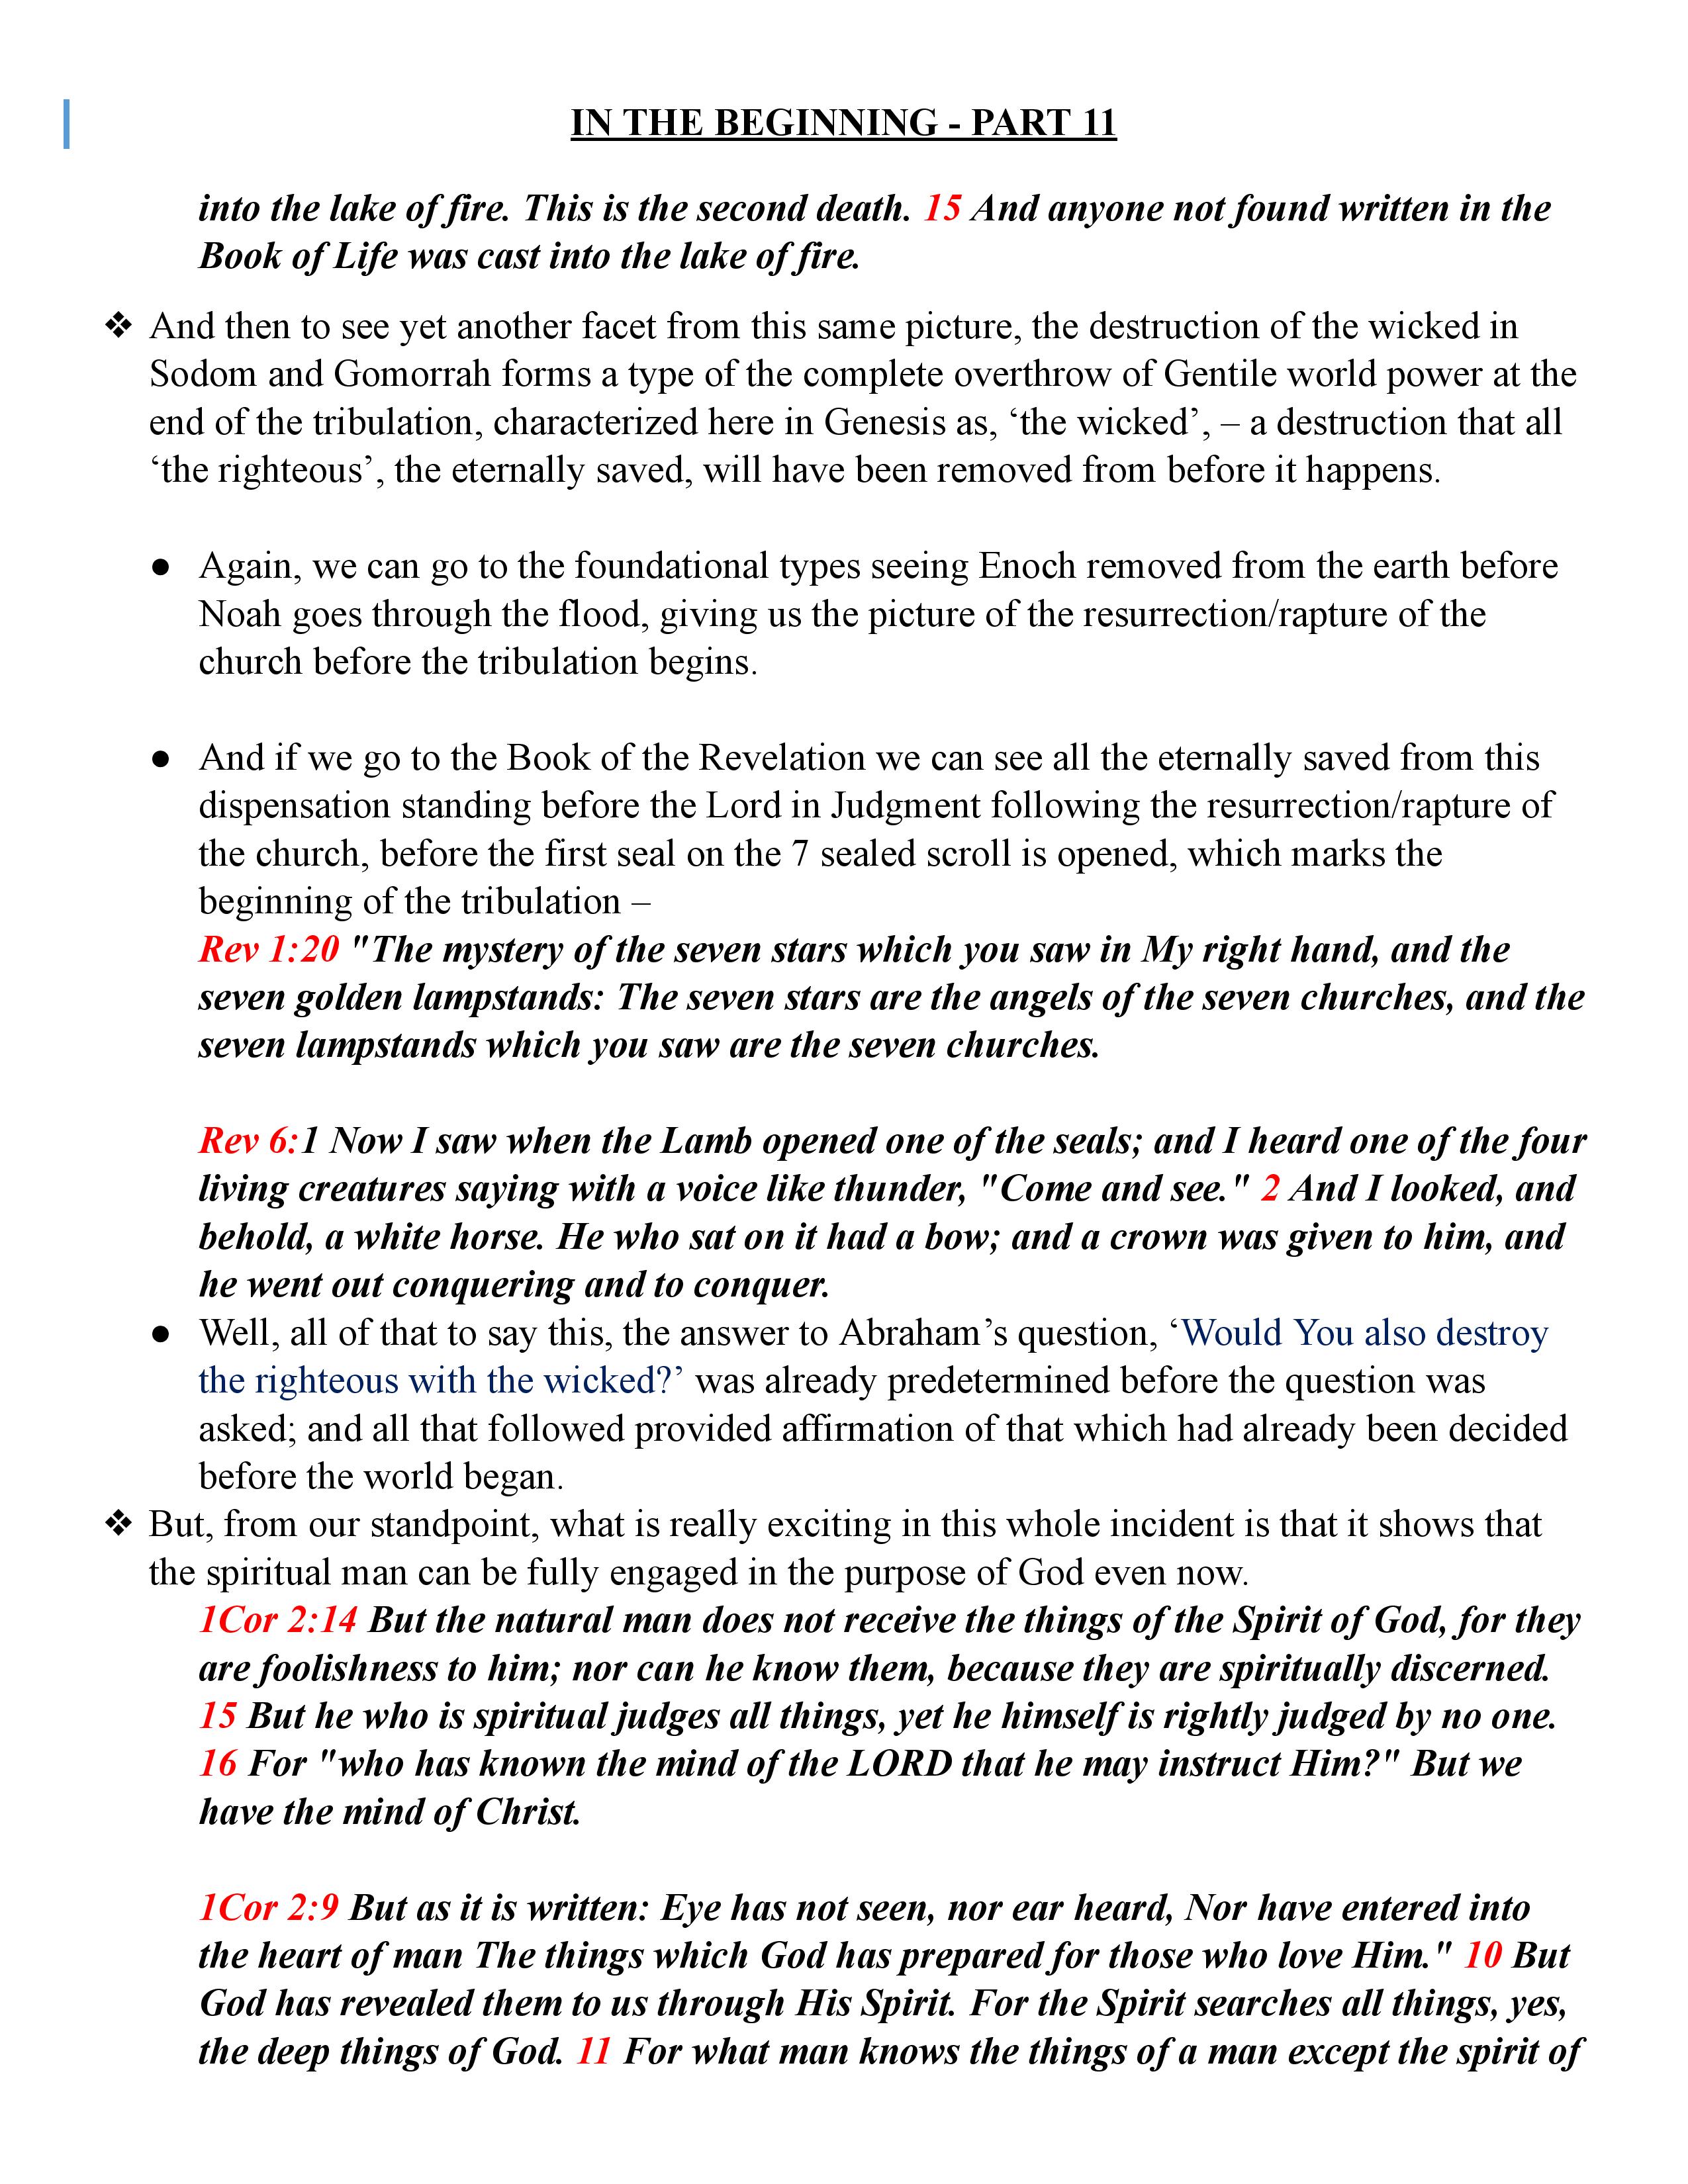 IN THE BEGINNING - PART 11
into the lake of fire. This is the second death. 15 And anyone not found written in the
Book of Life was cast into the lake of fire.
❖ And then to see yet another facet from this same picture, the destruction of the wicked in
Sodom and Gomorrah forms a type of the complete overthrow of Gentile world power at the
end of the tribulation, characterized here in Genesis as, ‘the wicked’, – a destruction that all
‘the righteous’, the eternally saved, will have been removed from before it happens.
● Again, we can go to the foundational types seeing Enoch removed from the earth before
Noah goes through the flood, giving us the picture of the resurrection/rapture of the
church before the tribulation begins.
● And if we go to the Book of the Revelation we can see all the eternally saved from this
dispensation standing before the Lord in Judgment following the resurrection/rapture of
the church, before the first seal on the 7 sealed scroll is opened, which marks the
beginning of the tribulation –
Rev 1:20 "The mystery of the seven stars which you saw in My right hand, and the
seven golden lampstands: The seven stars are the angels of the seven churches, and the
seven lampstands which you saw are the seven churches.
Rev 6:1 Now I saw when the Lamb opened one of the seals; and I heard one of the four
living creatures saying with a voice like thunder, "Come and see." 2 And I looked, and
behold, a white horse. He who sat on it had a bow; and a crown was given to him, and
he went out conquering and to conquer.
● Well, all of that to say this, the answer to Abraham’s question, ‘Would You also destroy
the righteous with the wicked?’ was already predetermined before the question was
asked; and all that followed provided affirmation of that which had already been decided
before the world began.
❖ But, from our standpoint, what is really exciting in this whole incident is that it shows that
the spiritual man can be fully engaged in the purpose of God even now.
1Cor 2:14 But the natural man does not receive the things of the Spirit of God, for they
are foolishness to him; nor can he know them, because they are spiritually discerned.
15 But he who is spiritual judges all things, yet he himself is rightly judged by no one.
16 For "who has known the mind of the LORD that he may instruct Him?" But we
have the mind of Christ.
1Cor 2:9 But as it is written: Eye has not seen, nor ear heard, Nor have entered into
the heart of man The things which God has prepared for those who love Him." 10 But
God has revealed them to us through His Spirit. For the Spirit searches all things, yes,
the deep things of God. 11 For what man knows the things of a man except the spirit of